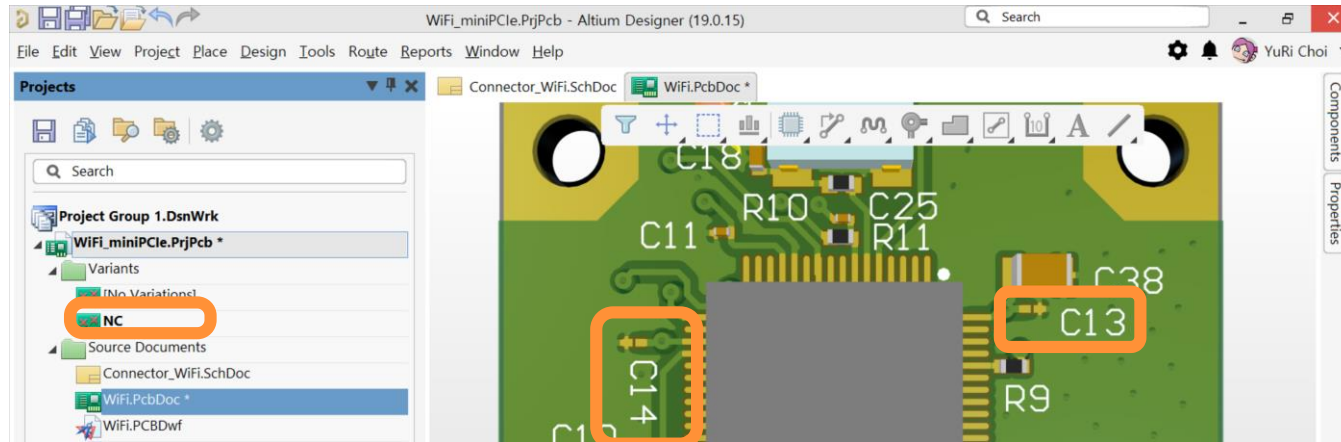 WiFi_miniPCIe.PrjPcb - Altium Designer (19.0.15)
Search
File Edit View Project Place Design Tools Route Reports Window Help
YuRi Choi
Projects
Connector_WiFi.SchDoc
WiFi.PcbDoc *
Search
Project Group 1.DsnWrk
WiFi_miniPCIe.PrjPcb *
Variants
[No Variations]
NC
Source Documents
Connector_WiFi.SchDoc
WiFi.PcbDoc *
WiFi.PCBDwf
A
10
C18
R10
C25
C11
R11
C38
C13
C14
R9
Components
Properties